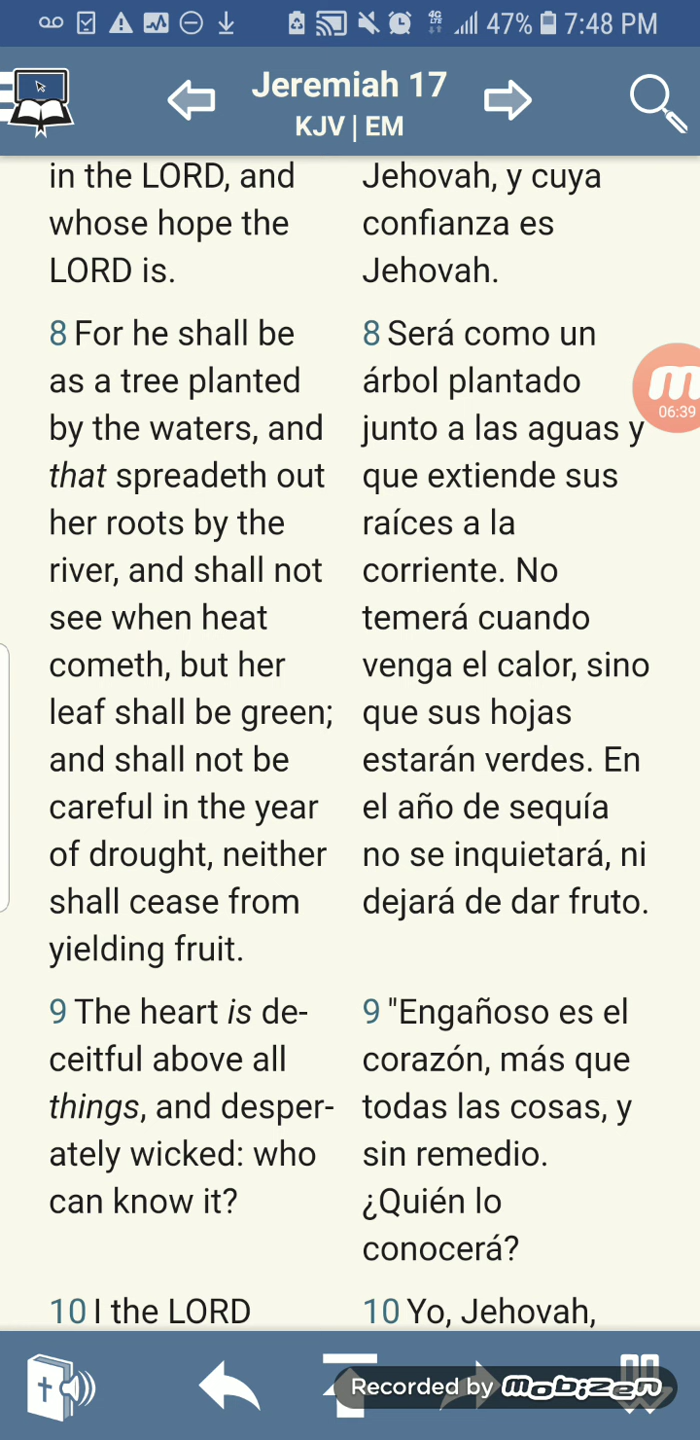 47% 7:48 PM
Jeremiah 17
KJV | EM
in the LORD, and
whose hope the
LORD is.
8 For he shall be
as a tree planted
by the waters, and
that spreadeth out
her roots by the
river, and shall not
see when heat
cometh, but her
leaf shall be green;
and shall not be
careful in the year
of drought, neither
shall cease from
yielding fruit.
9 The heart is de-
ceitful above all
things, and desper-
ately wicked: who
can know it?
10 I the LORD
Jehovah, y cuya
confianza es
Jehovah.
8 Será como un
árbol plantado
junto a las aguas y
que extiende sus
raíces a la
corriente. No
temerá cuando
venga el calor, sino
que sus hojas
estarán verdes. En
el año de sequía
no se inquietará, ni
dejará de dar fruto.
9 "Engañoso es el
corazón, más que
todas las cosas, y
sin remedio.
¿Quién lo
conocerá?
10 Yo, Jehovah,
m
06:39
Recorded by Mobizen